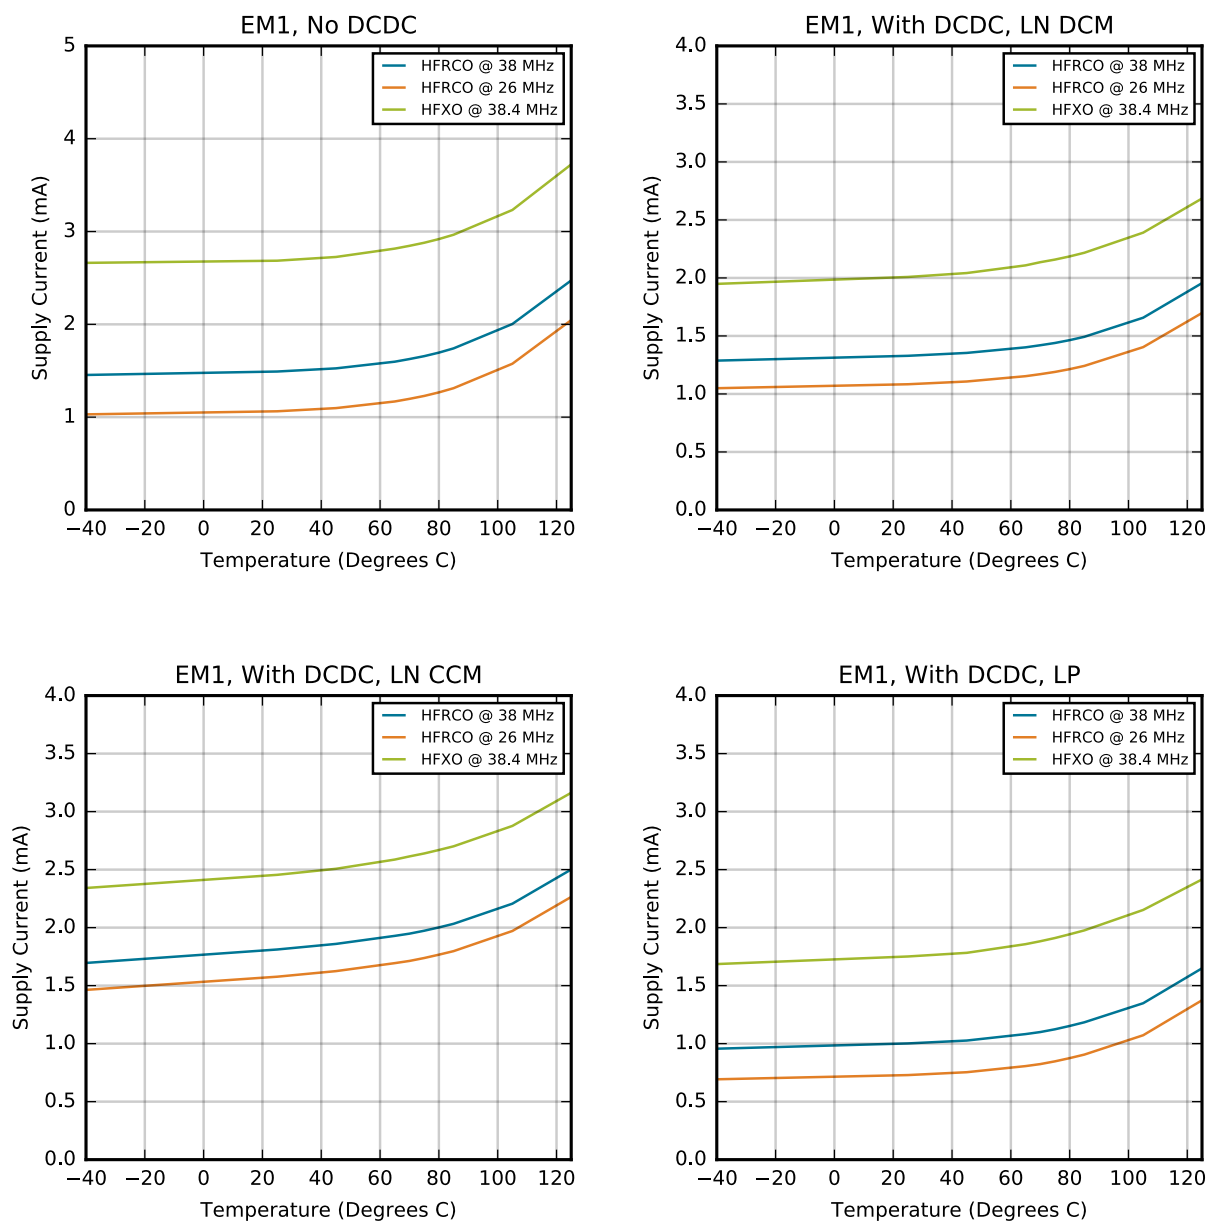 EM1, No DCDC
5
4
3
2
1
0
Supply Current (mA)
HFRCO @ 38 MHz
HFRCO @ 26 MHz
HFXO @ 38.4 MHz
−40 −20 0 20 40 60 80 100 120
Temperature (Degrees C)
EM1, With DCDC, LN DCM
4.0
3.5
3.0
2.5
2.0
1.5
1.0
0.5
0.0
Supply Current (mA)
HFRCO @ 38 MHz
HFRCO @ 26 MHz
HFXO @ 38.4 MHz
−40 −20 0 20 40 60 80 100 120
Temperature (Degrees C)
EM1, With DCDC, LN CCM
4.0
3.5
3.0
2.5
2.0
1.5
1.0
0.5
0.0
Supply Current (mA)
HFRCO @ 38 MHz
HFRCO @ 26 MHz
HFXO @ 38.4 MHz
−40 −20 0 20 40 60 80 100 120
Temperature (Degrees C)
EM1, With DCDC, LP
4.0
3.5
3.0
2.5
2.0
1.5
1.0
0.5
0.0
Supply Current (mA)
HFRCO @ 38 MHz
HFRCO @ 26 MHz
HFXO @ 38.4 MHz
−40 −20 0 20 40 60 80 100 120
Temperature (Degrees C)